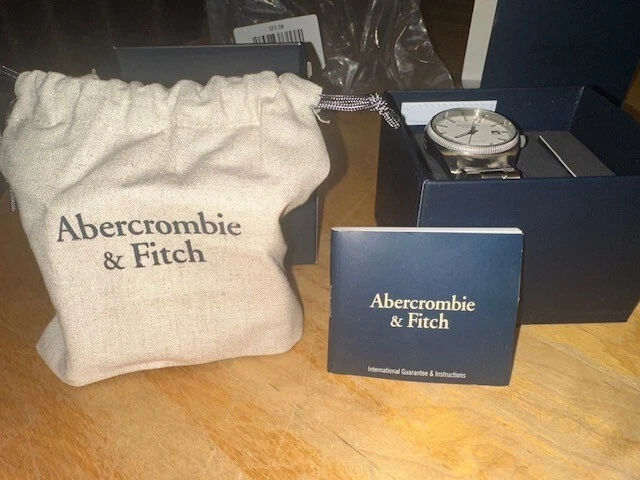 Abercrombie
& Fitch
Abercrombie
& Fitch
International Guarantee & Instructions